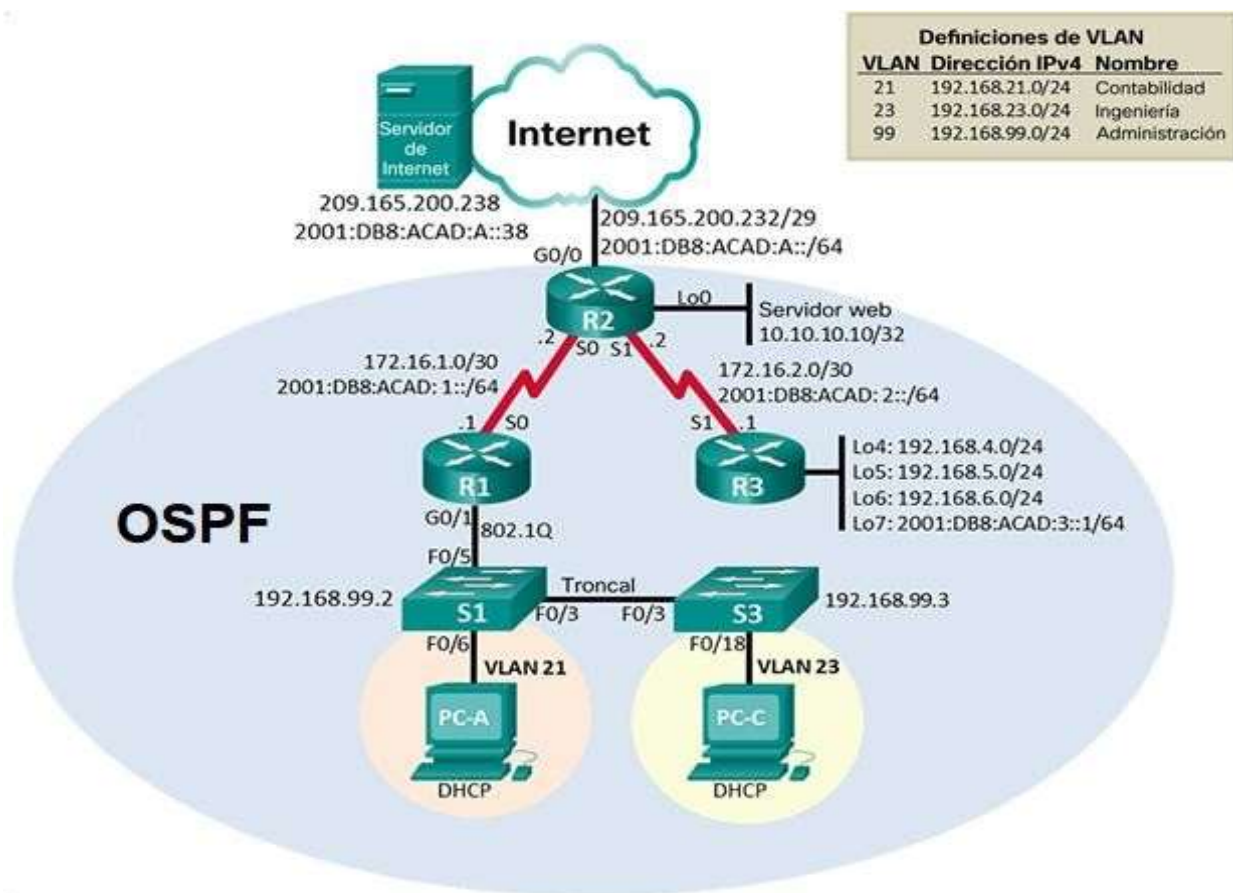 Definiciones de VLAN
VLAN Dirección IPv4 Nombre
21 192.168.21.0/24 Contabilidad
23 192.168.23.0/24 Ingeniería
99 192.168.99.0/24 Administración
Servidor
de
Internet
Internet
209.165.200.238
2001:DB8:ACAD:A::38
209.165.200.232/29
2001:DB8:ACAD:A::/64
G0/0
R2
Lo0
Servidor web
10.10.10.10/32
.2
S0
S1
.2
172.16.1.0/30
2001:DB8:ACAD: 1::/64
172.16.2.0/30
2001:DB8:ACAD: 2::/64
.1
S0
S1
.1
R1
R3
Lo4: 192.168.4.0/24
Lo5: 192.168.5.0/24
Lo6: 192.168.6.0/24
Lo7: 2001:DB8:ACAD:3::1/64
OSPF
G0/1
802.1Q
F0/5
192.168.99.2
S1
Troncal
F0/3
F0/3
S3
192.168.99.3
F0/6
F0/18
VLAN 21
VLAN 23
PC-A
PC-C
DHCP
DHCP